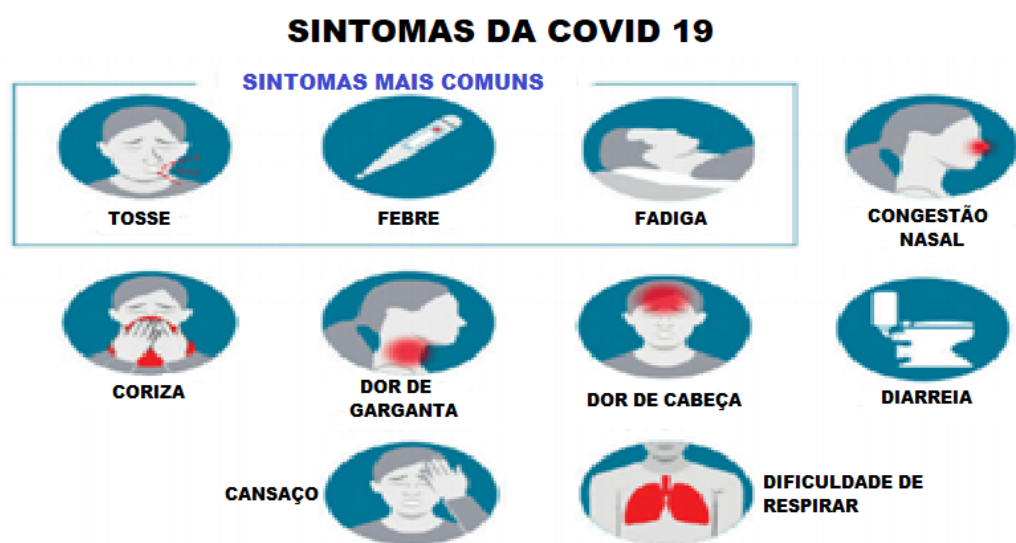 SINTOMAS DA COVID 19
SINTOMAS MAIS COMUNS
TOSSE
FEBRE
FADIGA
CONGESTÃO
NASAL
CORIZA
DOR DE
GARGANTA
DOR DE CABEÇA
DIARREIA
CANSAÇO
DIFICULDADE DE
RESPIRAR